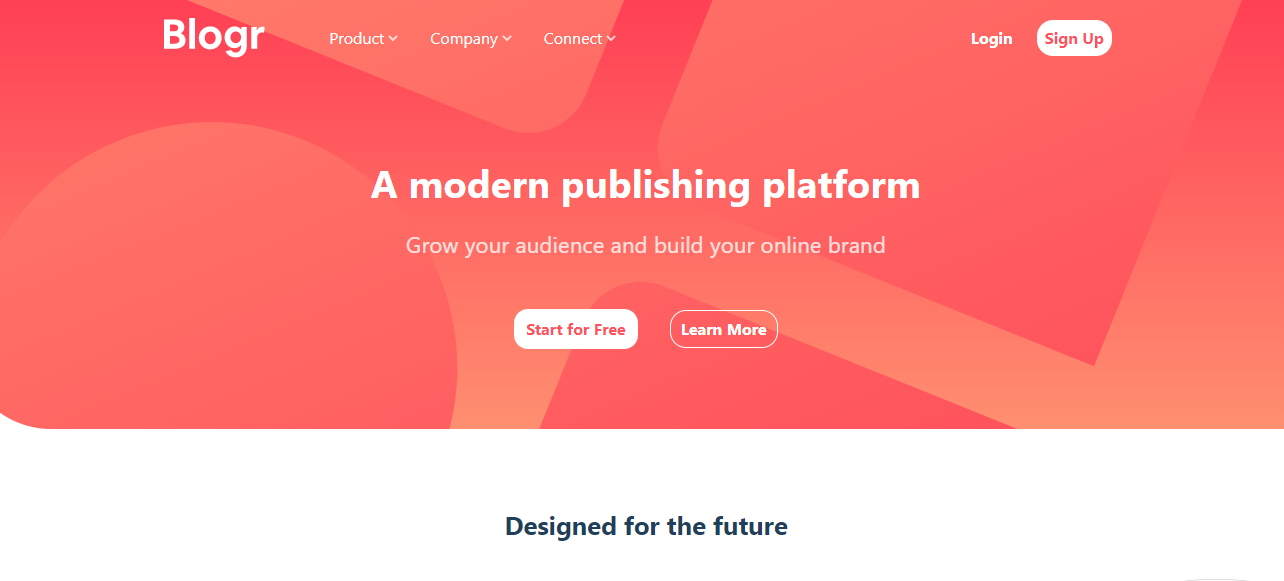 Blogr Product Company Connect Login Sign Up
A modern publishing platform
Grow your audience and build your online brand
Start for Free Learn More
Designed for the future